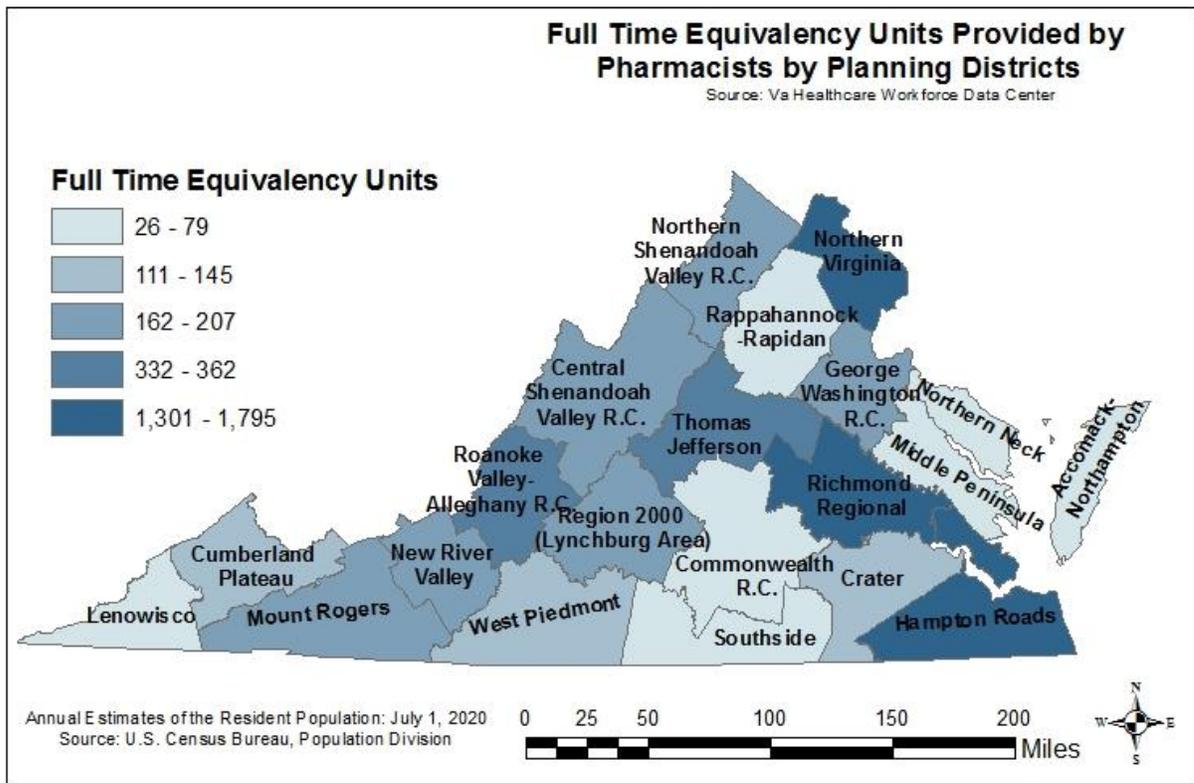 Full Time Equivalency Units Provided by
Pharmacists by Planning Districts
Source: Va Healthcare Workforce Data Center
Full Time Equivalency Units
26 - 79
111 - 145
162 - 207
332 - 362
1,301 - 1,795
Northern
Shenandoah
Valley R.C.
Northern
Virginia
Rappahannock
-Rapidan
Central
Shenandoah
Valley R.C.
George
Washington
R.C.
Northern Neck
Thomas
Jefferson
Middle Peninsula
Accomack-
Northampton
Roanoke
Valley-
Alleghany R.C.
Richmond
Regional
Region 2000
(Lynchburg Area)
Cumberland
Plateau
New River
Valley
Commonwealth
R.C.
Crater
Lenowisco
Mount Rogers
West Piedmont
Southside
Hampton Roads
Annual Estimates of the Resident Population: July 1, 2020
Source: U.S. Census Bureau, Population Division
0 25 50 100 150 200
Miles
N
W E
S